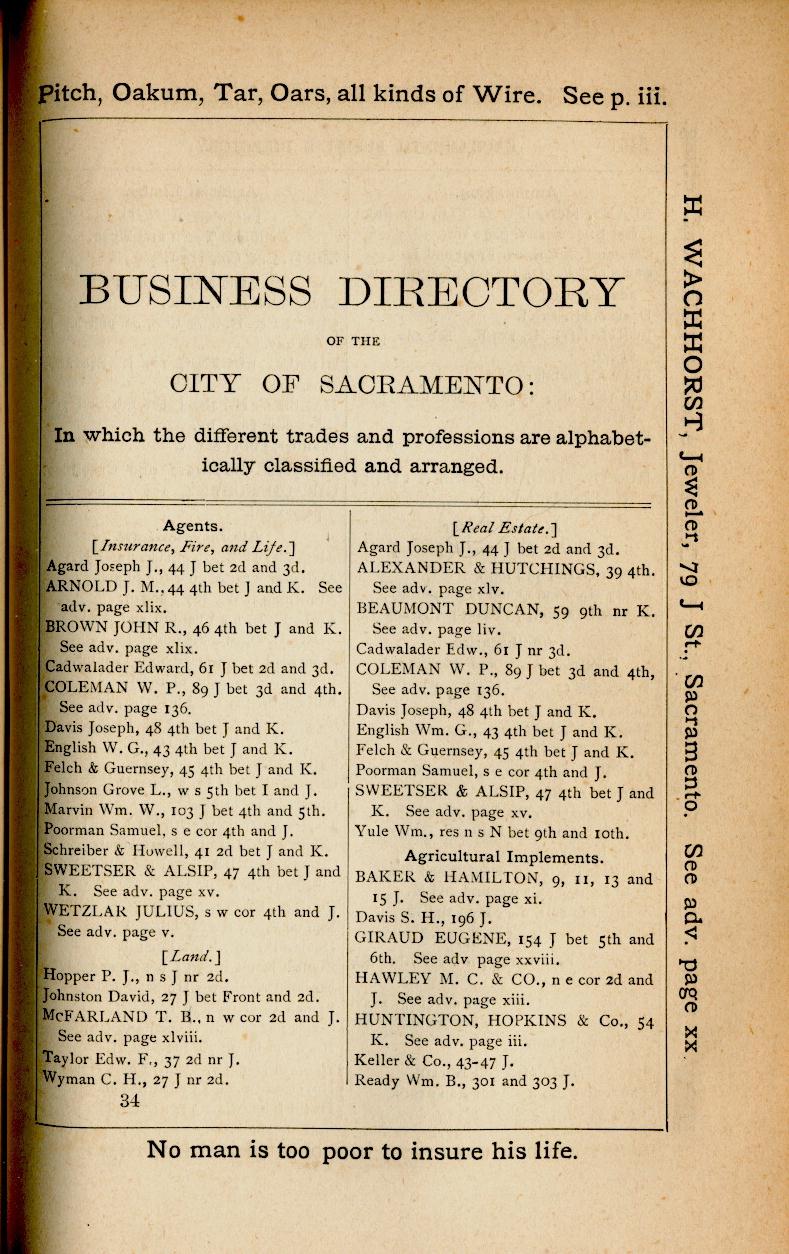 Pitch, Oakum, Tar, Oars, all kinds of Wire. See p. iii.
BUSINESS DIRECTORY
OF THE
CITY OF SACRAMENTO:
In which the different trades and professions are alphabet-
ically classified and arranged.
Agents.
[Insurance, Fire, and Life.]
Agard Joseph J., 44 J bet 2d and 3d.
ARNOLD J. M., 44 4th bet J and K. See
adv. page xlix.
BROWN JOHN R., 46 4th bet J and K.
See adv. page xlix.
Cadwalader Edward, 61 J bet 2d and 3d.
COLEMAN W. P., 89 J bet 3d and 4th.
See adv. page 136.
Davis Joseph, 48 4th bet J and K.
English W. G., 43 4th bet J and K.
Felch & Guernsey, 45 4th bet J and K.
Johnson Grove L., w s 5th bet I and J.
Marvin Wm. W., 103 J bet 4th and 5th.
Poorman Samuel, s e cor 4th and J.
Schreiber & Howell, 41 2d bet J and K.
SWEETSER & ALSIP, 47 4th bet J and
K. See adv. page xv.
WETZLAR JULIUS, s w cor 4th and J.
See adv. page v.
[Land.]
Hopper P. J., n s J nr 2d.
Johnston David, 27 J bet Front and 2d.
McFARLAND T. B., n w cor 2d and J.
See adv. page xlviii.
Taylor Edw. F., 37 2d nr J.
Wyman C. H., 27 J nr 2d.
34
[Real Estate.]
Agard Joseph J., 44 J bet 2d and 3d.
ALEXANDER & HUTCHINGS, 39 4th.
See adv. page xlv.
BEAUMONT DUNCAN, 59 9th nr K.
See adv. page liv.
Cadwalader Edw., 61 J nr 3d.
COLEMAN W. P., 89 J bet 3d and 4th,
See adv. page 136.
Davis Joseph, 48 4th bet J and K.
English Wm. G., 43 4th bet J and K.
Felch & Guernsey, 45 4th bet J and K.
Poorman Samuel, s e cor 4th and J.
SWEETSER & ALSIP, 47 4th bet J and
K. See adv. page xv.
Yule Wm., res n s N bet 9th and 10th.
Agricultural Implements.
BAKER & HAMILTON, 9, 11, 13 and
15 J. See adv. page xi.
Davis S. H., 196 J.
GIRAUD EUGENE, 154 J bet 5th and
6th. See adv page xxviii.
HAWLEY M. C. & CO., n e cor 2d and
J. See adv. page xiii.
HUNTINGTON, HOPKINS & Co., 54
K. See adv. page iii.
Keller & Co., 43-47 J.
Ready Wm. B., 301 and 303 J.
H. WACHHORST, Jeweler, 79 J St., Sacramento. See adv. page xx.
No man is too poor to insure his life.